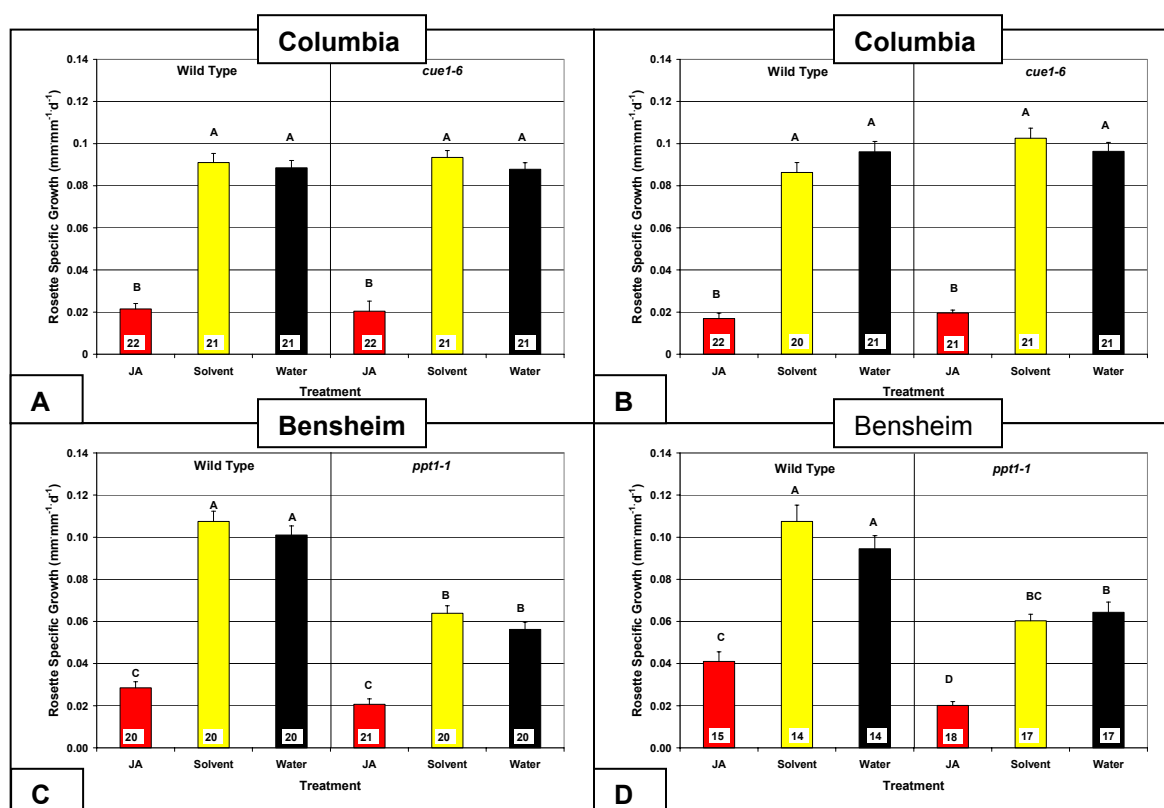 Columbia
Wild Type
cue1-6
Rosette Specific Growth (mm·mm-1·d-1)
0.14
0.12
0.1
0.08
0.06
0.04
0.02
0
B
A
A
B
A
A
22
21
21
22
21
21
JA
Solvent
Water
JA
Solvent
Water
Treatment
A
Columbia
Wild Type
cue1-6
Rosette Specific Growth (mm·mm-1·d-1)
0.14
0.12
0.1
0.08
0.06
0.04
0.02
0
B
A
A
B
A
A
22
20
21
21
21
21
JA
Solvent
Water
JA
Solvent
Water
Treatment
B
Bensheim
Wild Type
ppt1-1
Rosette Specific Growth (mm·mm-1·d-1)
0.14
0.12
0.10
0.08
0.06
0.04
0.02
0.00
C
A
A
C
B
B
20
20
20
21
20
20
JA
Solvent
Water
JA
Solvent
Water
Treatment
C
Bensheim
Wild Type
ppt1-1
Rosette Specific Growth (mm·mm-1·d-1)
0.14
0.12
0.10
0.08
0.06
0.04
0.02
0.00
C
A
A
D
BC
B
15
14
14
18
17
17
JA
Solvent
Water
JA
Solvent
Water
Treatment
D